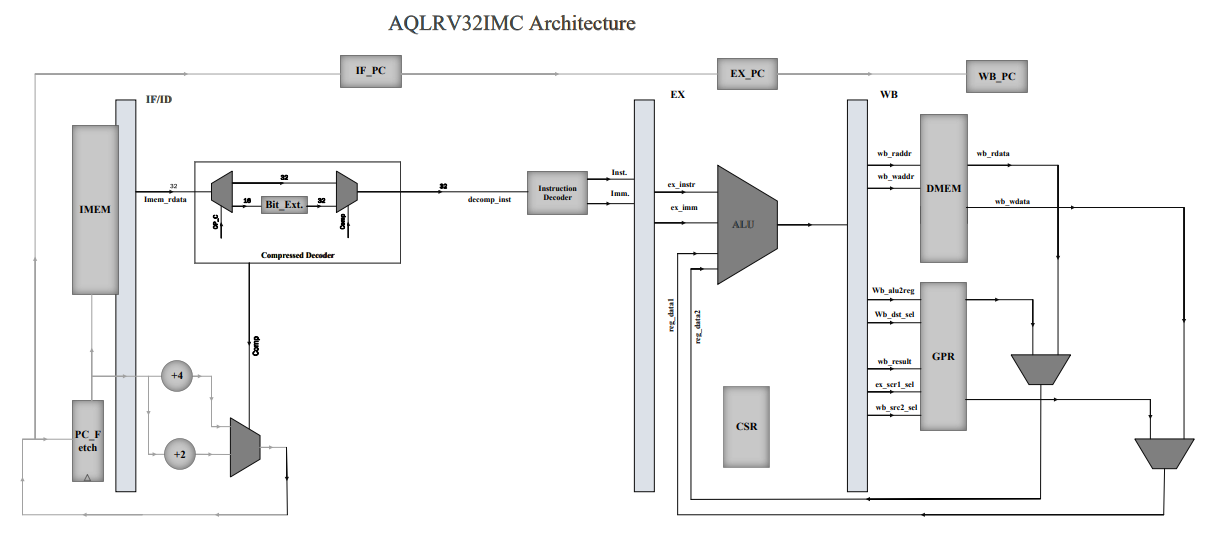 AQLRV32IMC Architecture
IF_PC
EX_PC
WB_PC
IF/ID
EX
WB
IMEM
32
Imem_rdata
32
16
Bit_Ext.
32
OP_C
Comp
Compressed Decoder
32
decomp_inst
Instruction
Decoder
Inst.
Imm.
ex_instr
ex_imm
ALU
wb_raddr
wb_waddr
DMEM
wb_rdata
wb_wdata
reg_data1
reg_data2
Wb_alu2reg
Wb_dst_sel
wb_result
ex_scr1_sel
wb_src2_sel
GPR
Comp
+4
+2
PC_F
etch
CSR